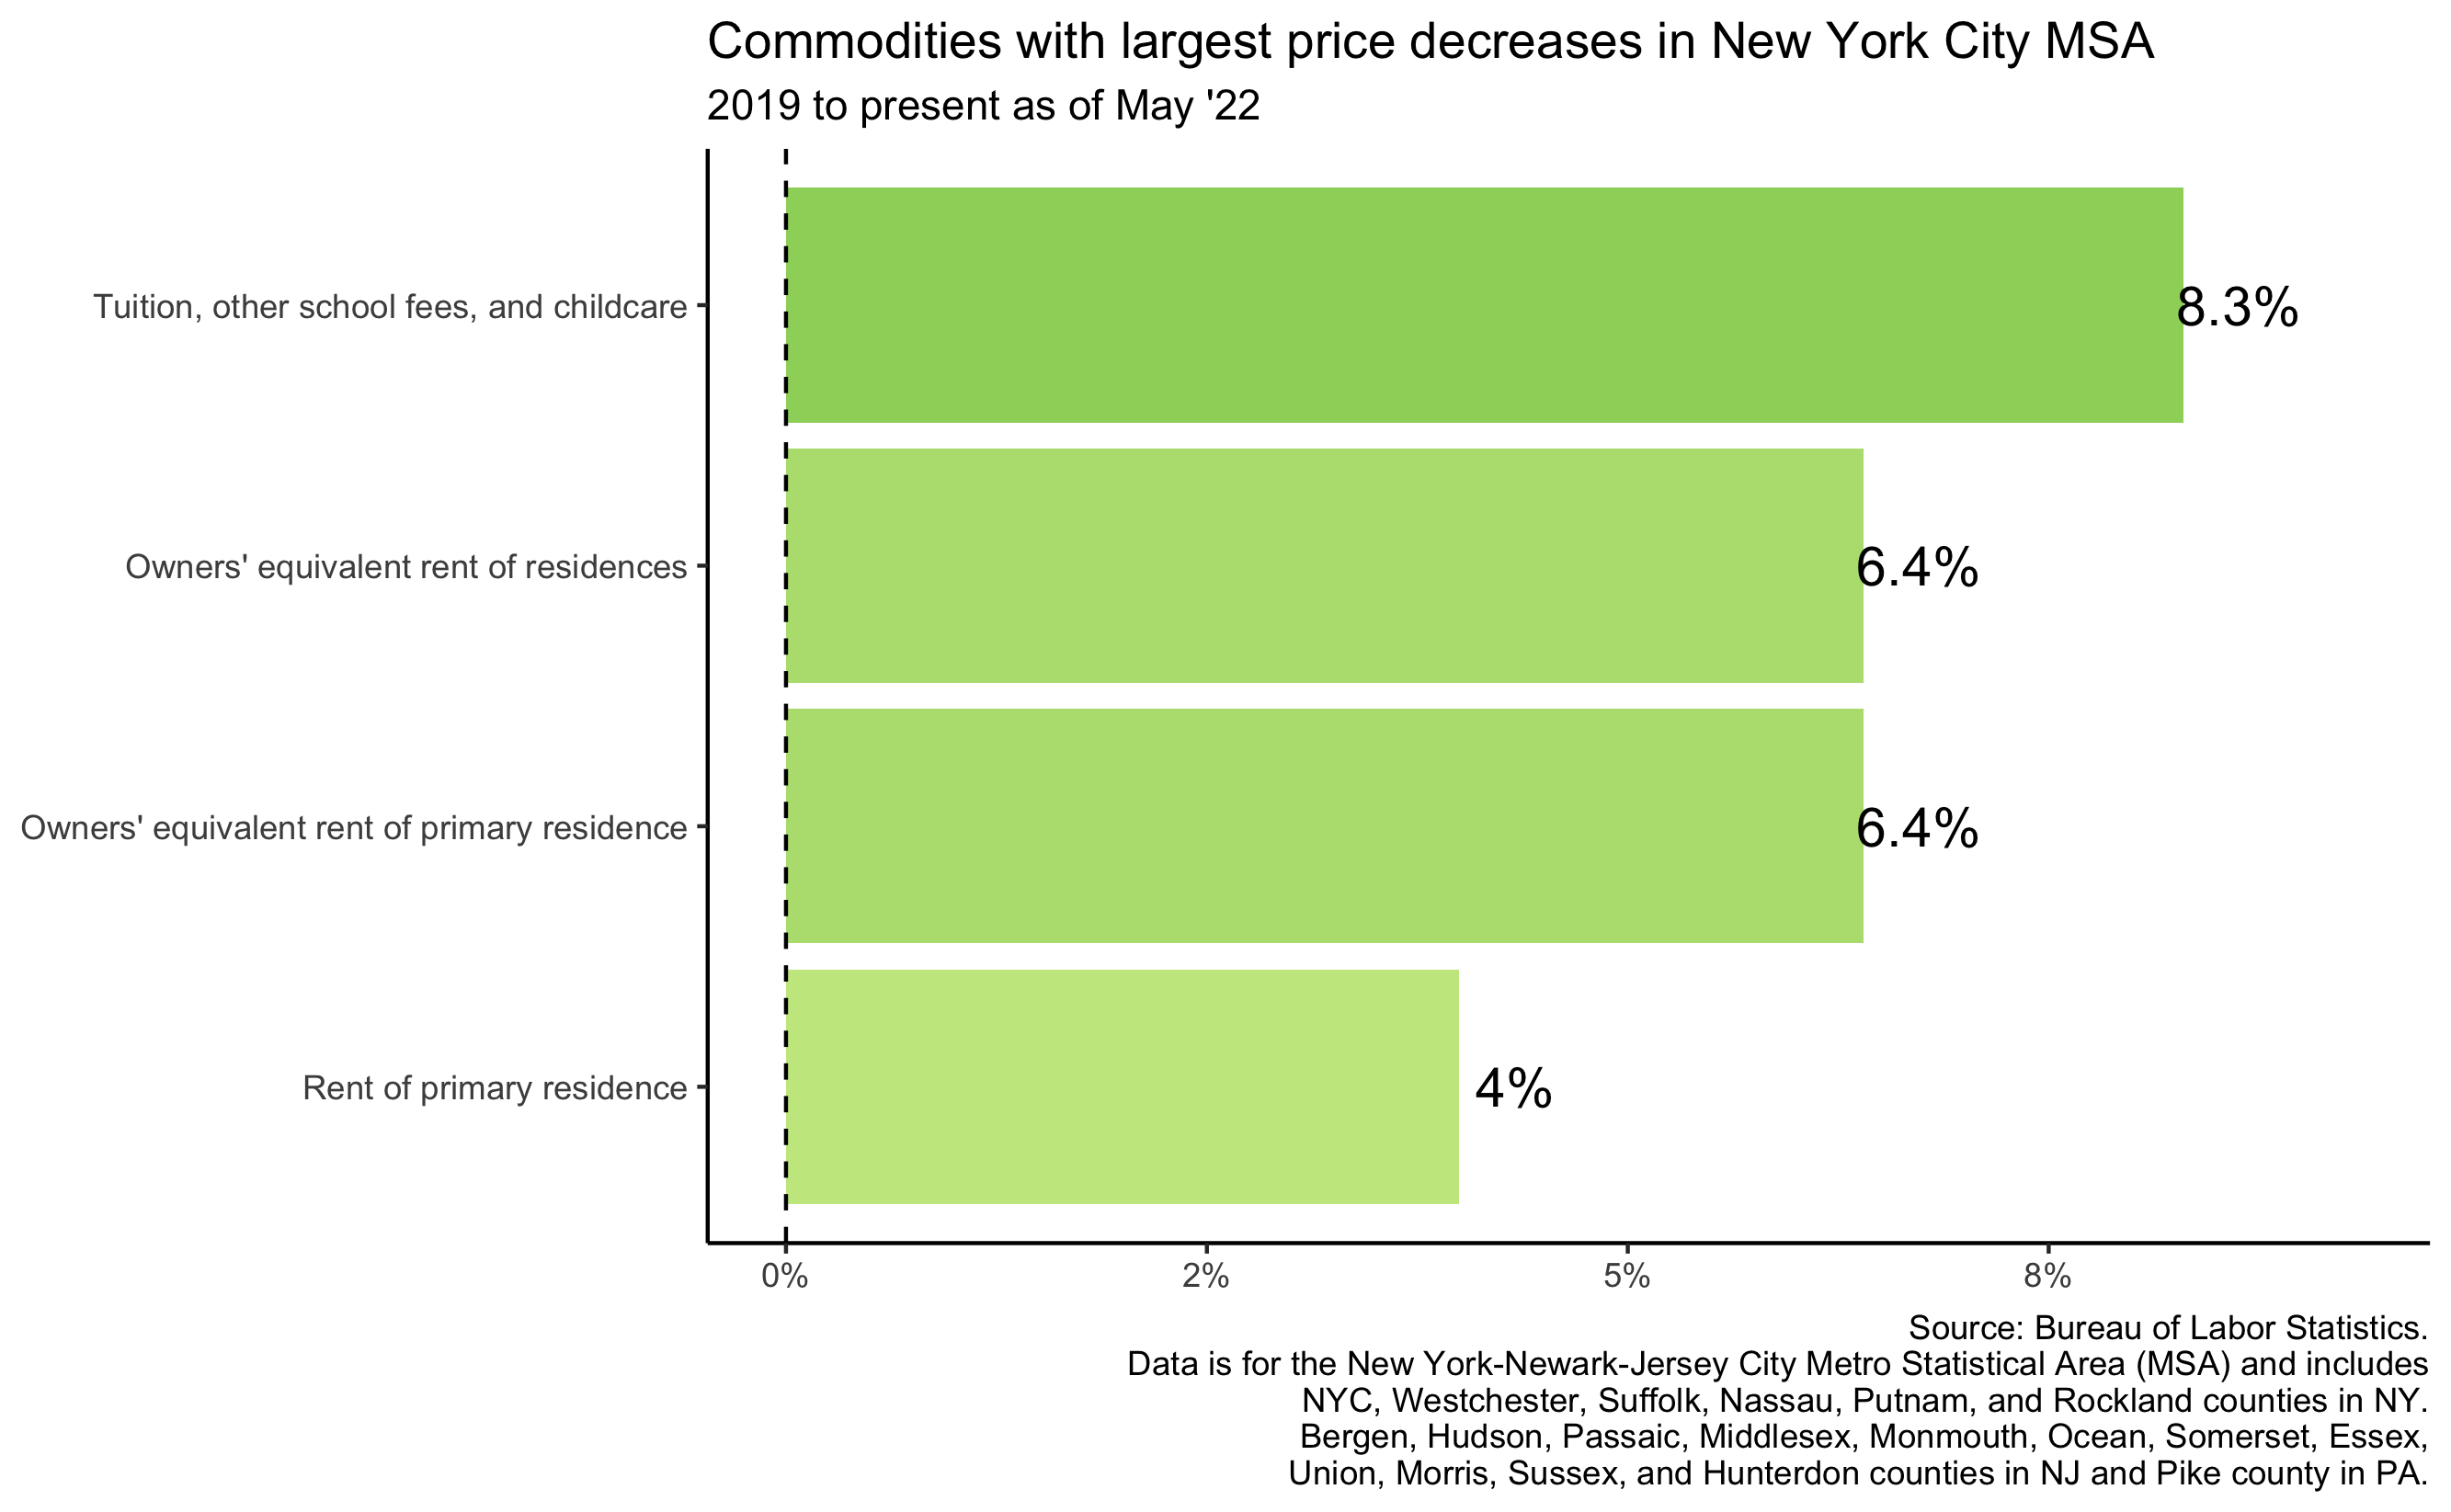 Commodities with largest price decreases in New York City MSA
2019 to present as of May '22
Tuition, other school fees, and childcare
8.3%
Owners' equivalent rent of residences
6.4%
Owners' equivalent rent of primary residence
6.4%
Rent of primary residence
4%
0% 2% 5% 8%
Source: Bureau of Labor Statistics.
Data is for the New York-Newark-Jersey City Metro Statistical Area (MSA) and includes
NYC, Westchester, Suffolk, Nassau, Putnam, and Rockland counties in NY.
Bergen, Hudson, Passaic, Middlesex, Monmouth, Ocean, Somerset, Essex,
Union, Morris, Sussex, and Hunterdon counties in NJ and Pike county in PA.